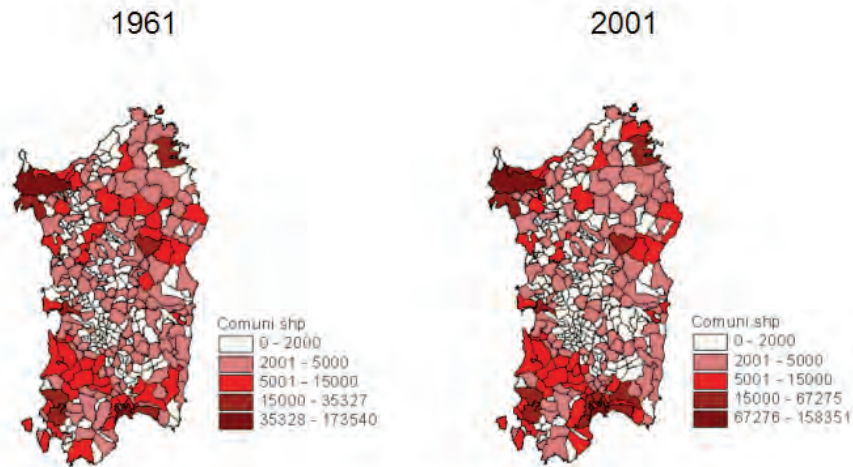 1961
2001
Comuni.shp
0 - 2000
2001 - 5000
5001 - 15000
15000 - 35327
35328 - 173540
Comuni.shp
0 - 2000
2001 - 5000
5001 - 15000
15000 - 67275
67276 - 158351